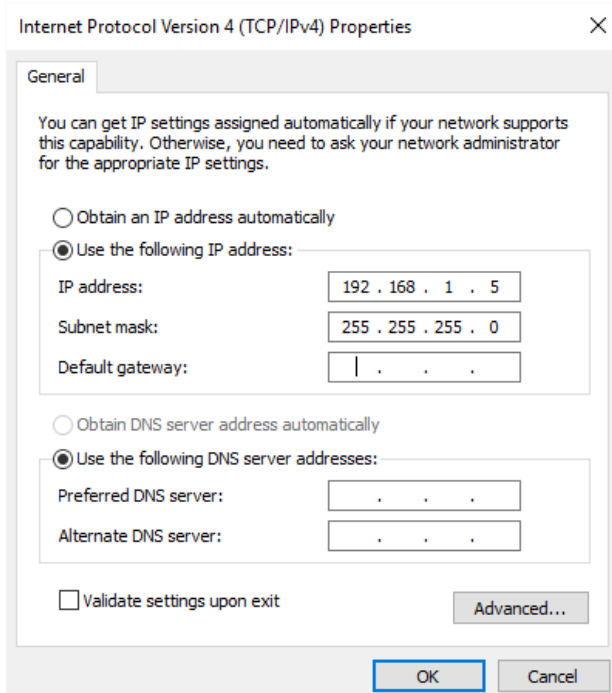 Internet Protocol Version 4 (TCP/IPv4) Properties
General
You can get IP settings assigned automatically if your network supports
this capability. Otherwise, you need to ask your network administrator
for the appropriate IP settings.
Obtain an IP address automatically
Use the following IP address:
IP address: 192 . 168 . 1 . 5
Subnet mask: 255 . 255 . 255 . 0
Default gateway: . . .
Obtain DNS server address automatically
Use the following DNS server addresses:
Preferred DNS server: . . .
Alternate DNS server: . . .
Validate settings upon exit
Advanced...
OK Cancel